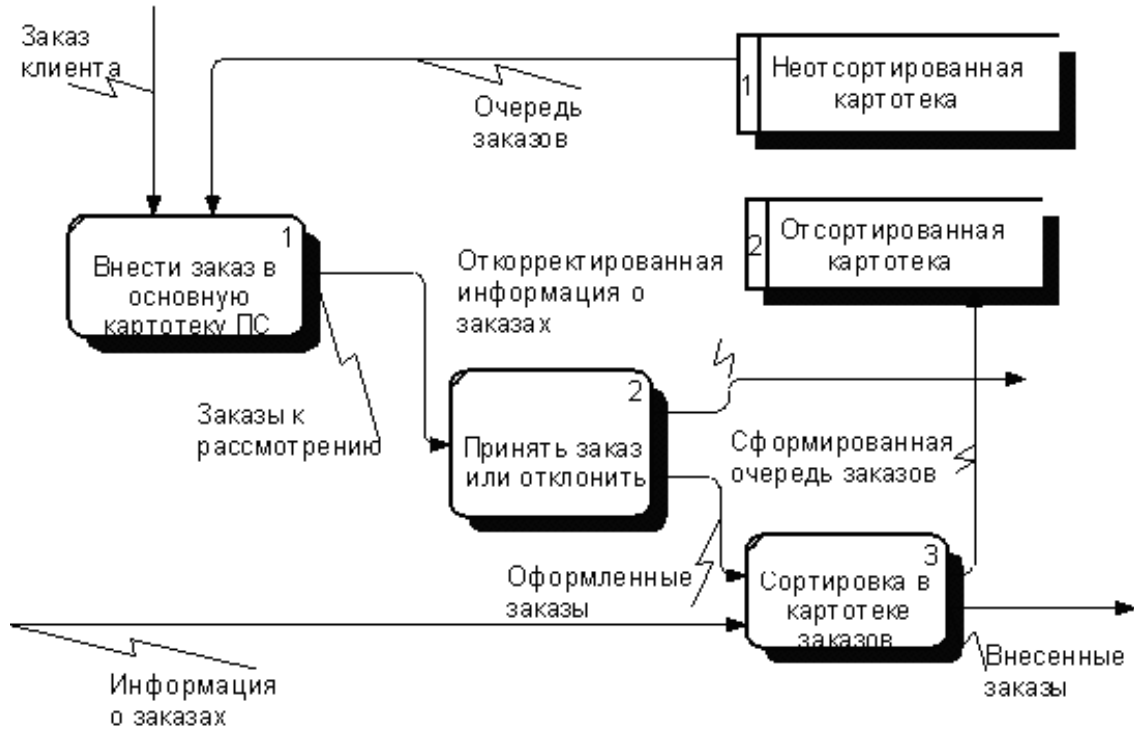 Заказ
клиента
Очередь
заказов
1
Неотсортированная
картотека
1
Внести заказ в
основную
картотеку ПС
2
Отсортированная
картотека
Откорректированная
информация о
заказах
Заказы к
рассмотрению
2
Принять заказ
или отклонить
Сформированная
очередь заказов
Оформленные
заказы
3
Сортировка в
картотеке
заказов
Информация
о заказах
Внесенные
заказы